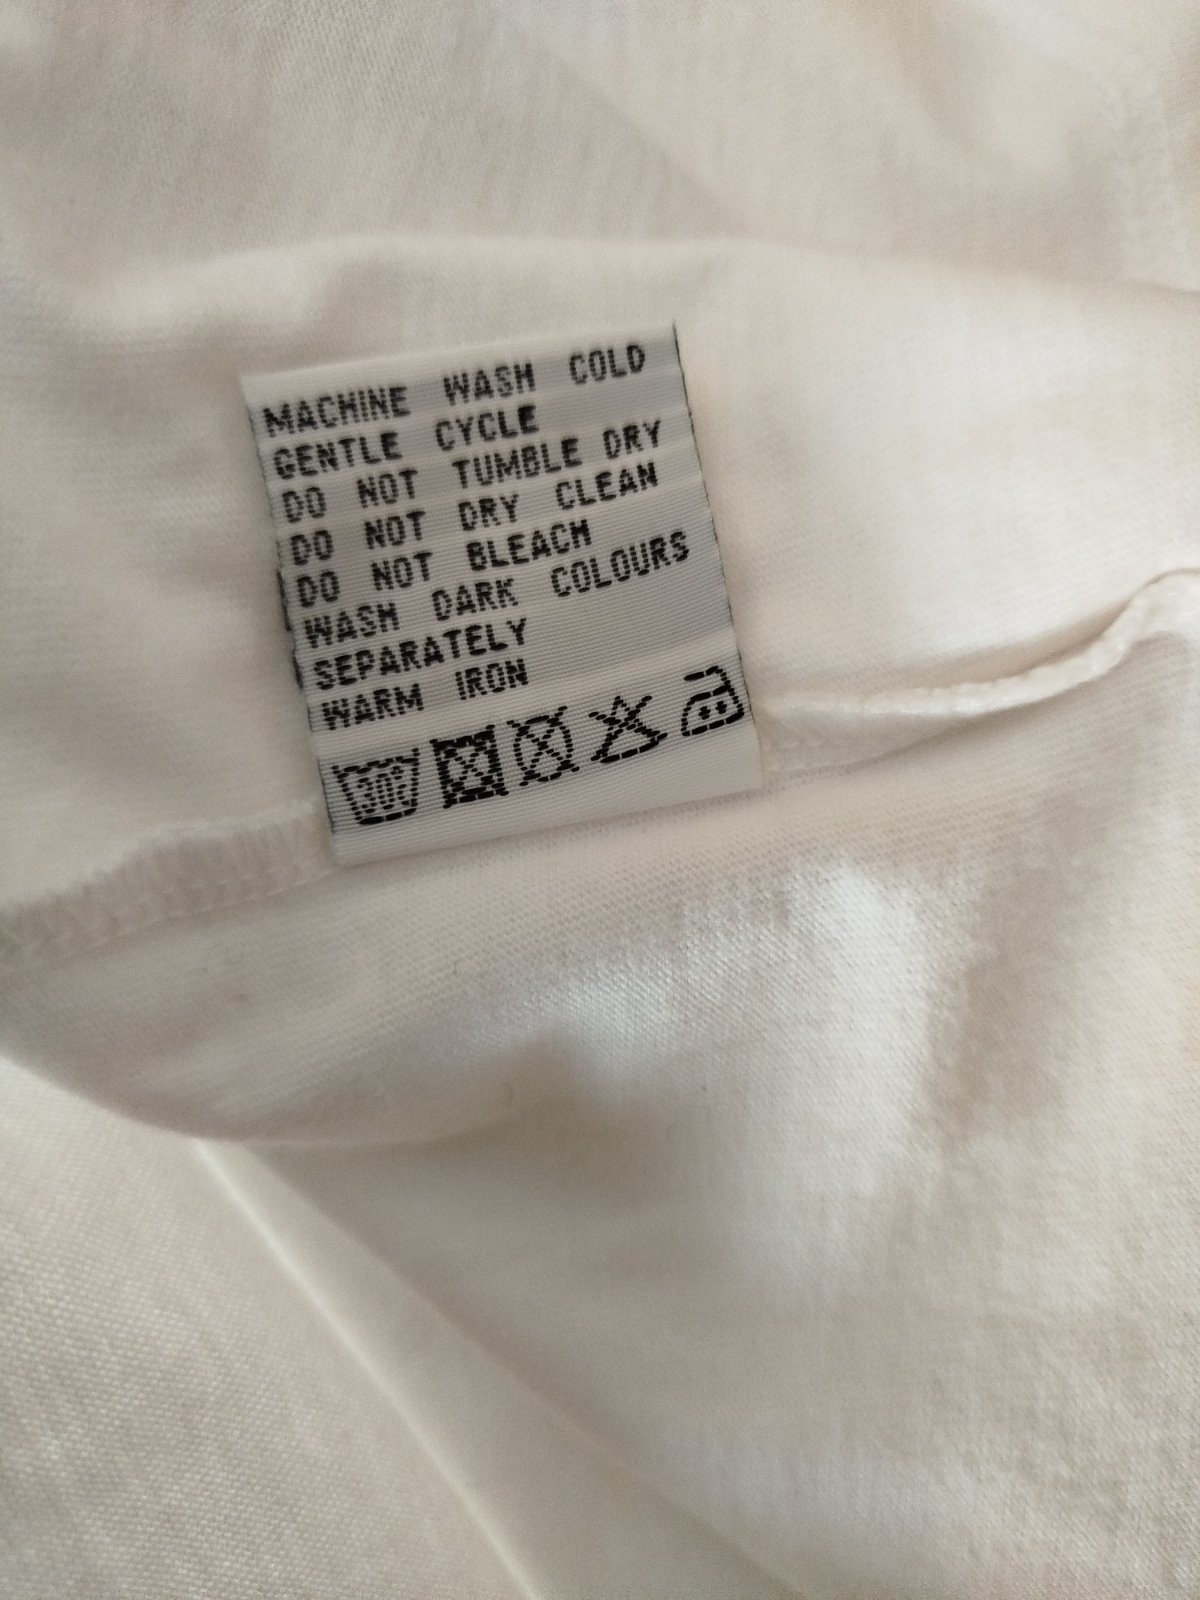 MACHINE WASH COLD
GENTLE CYCLE
DO NOT TUMBLE DRY
DO NOT DRY CLEAN
DO NOT BLEACH
WASH DARK COLOURS
SEPARATELY
WARM IRON
30°